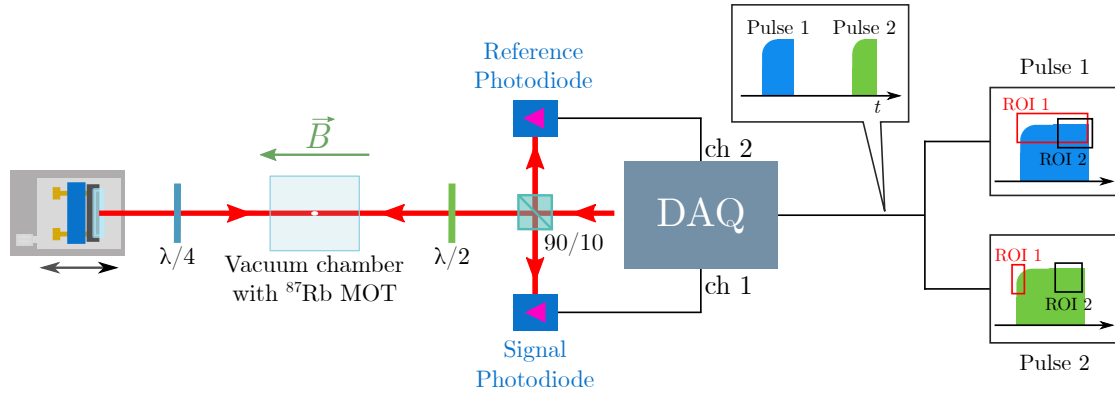 Reference
Photodiode
B
λ/4
Vacuum chamber
with ⁸⁷Rb MOT
λ/2
90/10
Signal
Photodiode
ch 2
DAQ
ch 1
Pulse 1
Pulse 2
t
Pulse 1
ROI 1
ROI 2
ROI 1
ROI 2
Pulse 2